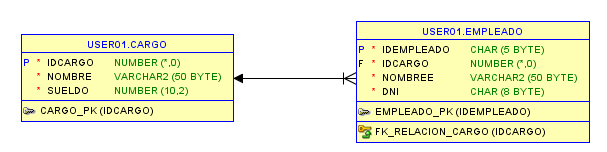 USER01.CARGO
P * IDCARGO NUMBER (*,0)
* NOMBRE VARCHAR2 (50 BYTE)
* SUELDO NUMBER (10,2)
CARGO_PK (IDCARGO)
USER01.EMPLEADO
P * IDEMPLEADO CHAR (5 BYTE)
F * IDCARGO NUMBER (*,0)
* NOMBREE VARCHAR2 (50 BYTE)
* DNI CHAR (8 BYTE)
EMPLEADO_PK (IDEMPLEADO)
FK_RELACION_CARGO (IDCARGO)